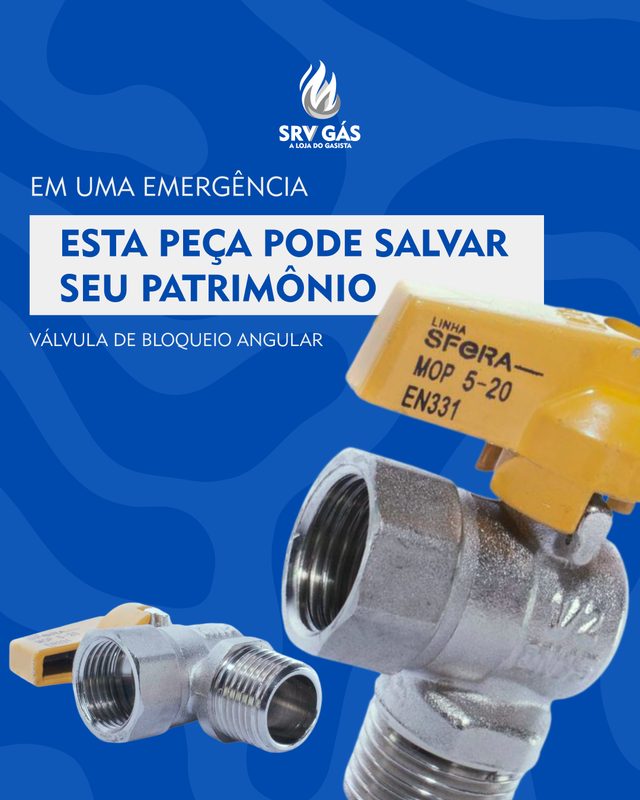 SRV GÁS
A LOJA DO GASISTA
EM UMA EMERGÊNCIA
ESTA PEÇA PODE SALVAR
SEU PATRIMÔNIO
VÁLVULA DE BLOQUEIO ANGULAR
LINHA
SFERA
MOP 5-20
EN331
1/2